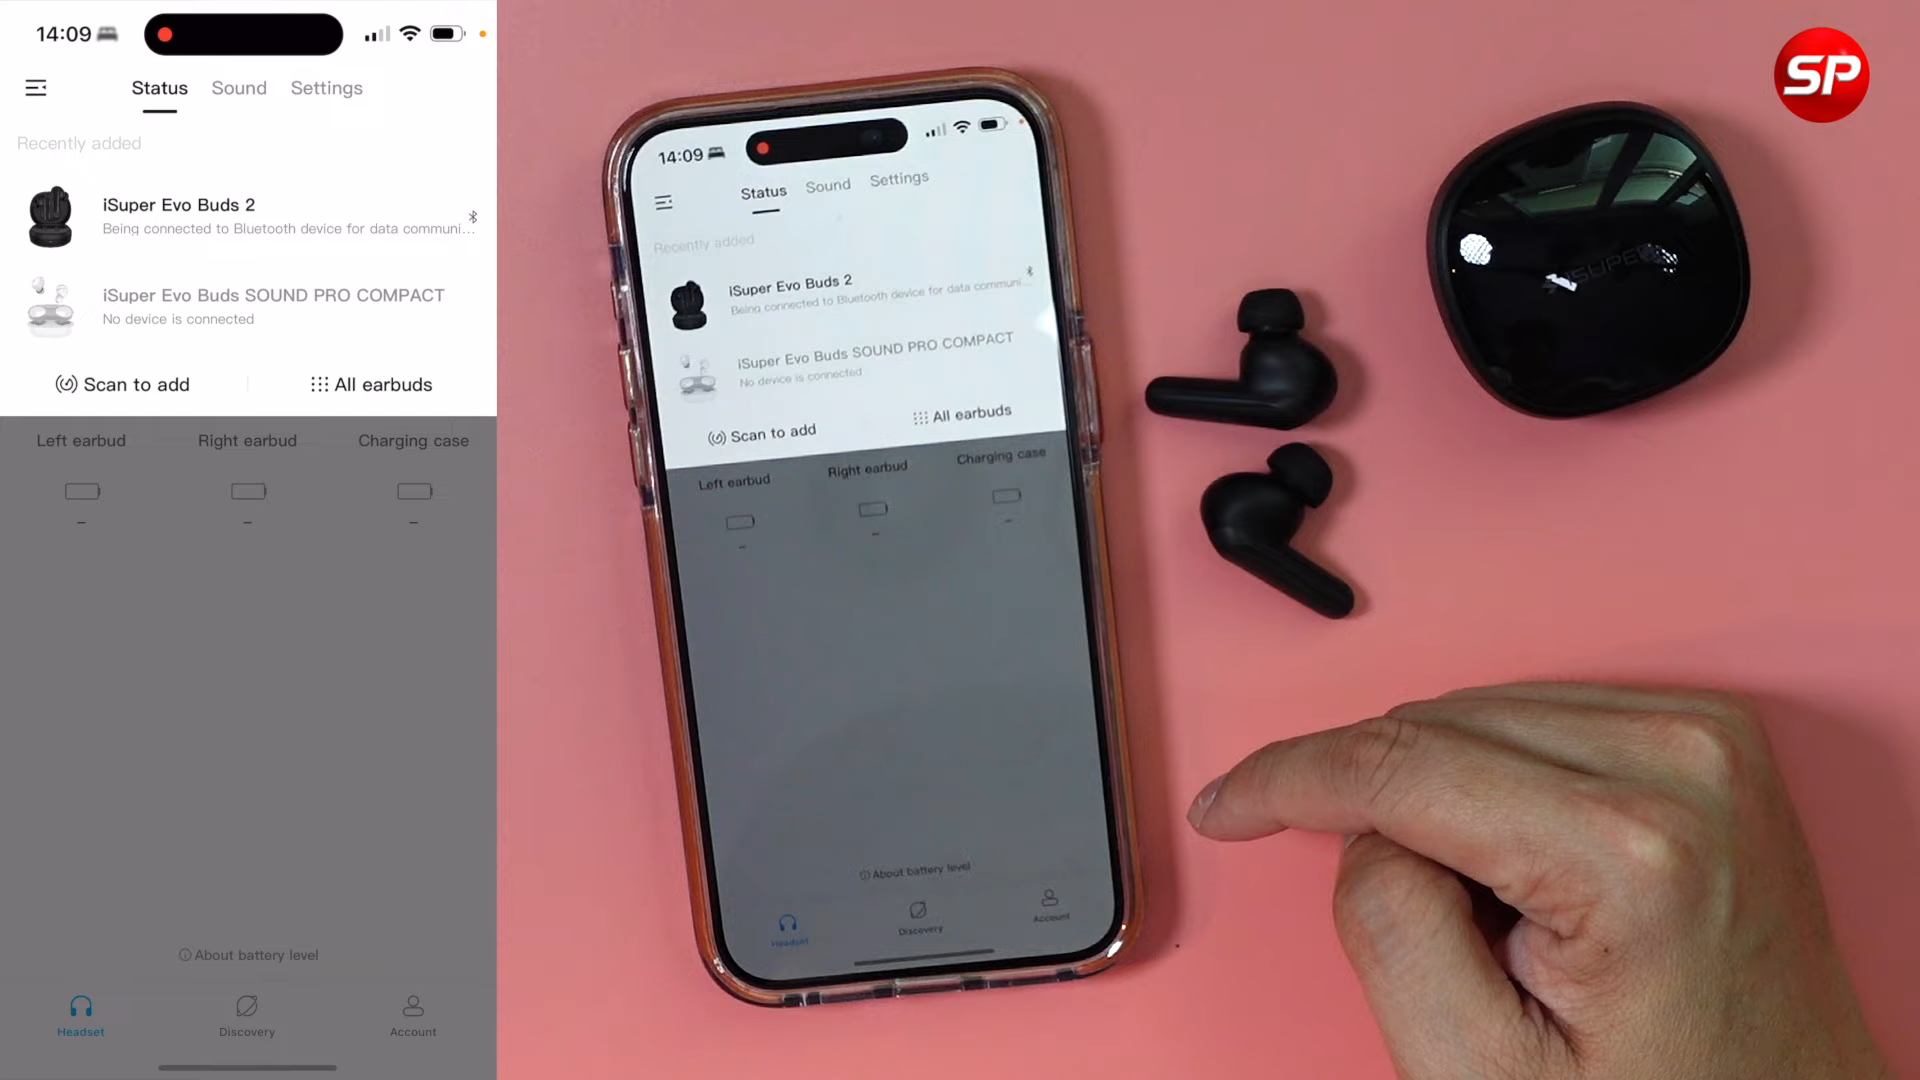 14:09
Status Sound Settings
Recently added
iSuper Evo Buds 2
Being connected to Bluetooth device for data communi...
iSuper Evo Buds SOUND PRO COMPACT
No device is connected
Scan to add All earbuds
Left earbud Right earbud Charging case
– – –
About battery level
Headset Discovery Account
14:09
Status Sound Settings
Recently added
iSuper Evo Buds 2
Being connected to Bluetooth device for data communi...
iSuper Evo Buds SOUND PRO COMPACT
No device is connected
Scan to add All earbuds
Left earbud Right earbud Charging case
-- -- --
About battery level
Headset Discovery Account
SP
iSUPER